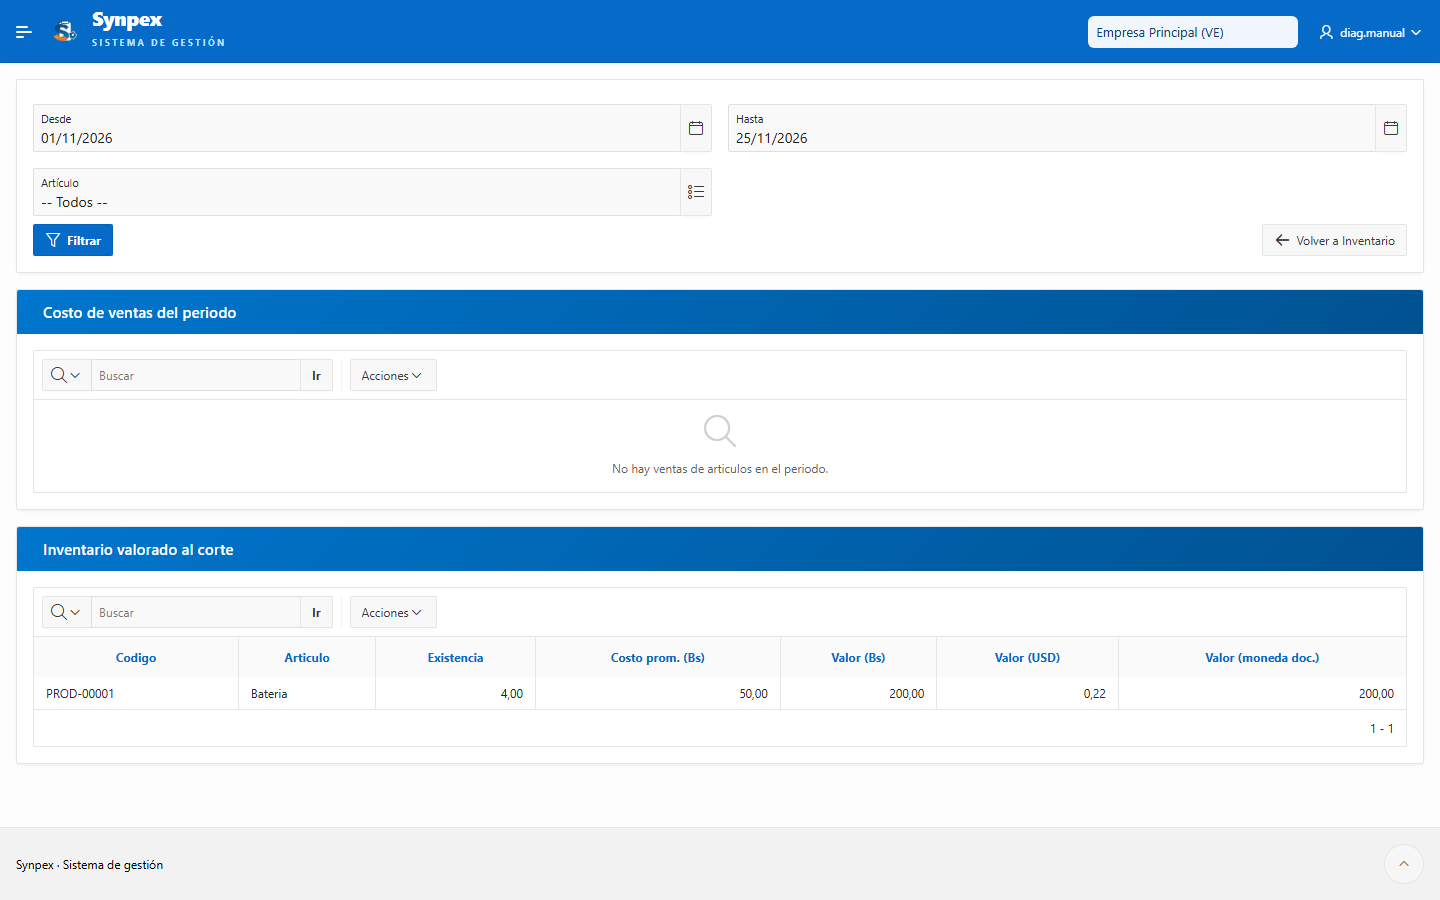 Synpex
SISTEMA DE GESTIÓN
Empresa Principal (VE)
diag.manual
Desde
01/11/2026
Hasta
25/11/2026
Artículo
-- Todos --
Filtrar
Volver a Inventario
Costo de ventas del periodo
Buscar
Ir
Acciones
No hay ventas de articulos en el periodo.
Inventario valorado al corte
Buscar
Ir
Acciones
Codigo Articulo Existencia Costo prom. (Bs) Valor (Bs) Valor (USD) Valor (moneda doc.)
PROD-00001 Bateria 4,00 50,00 200,00 0,22 200,00
1 - 1
Synpex · Sistema de gestión